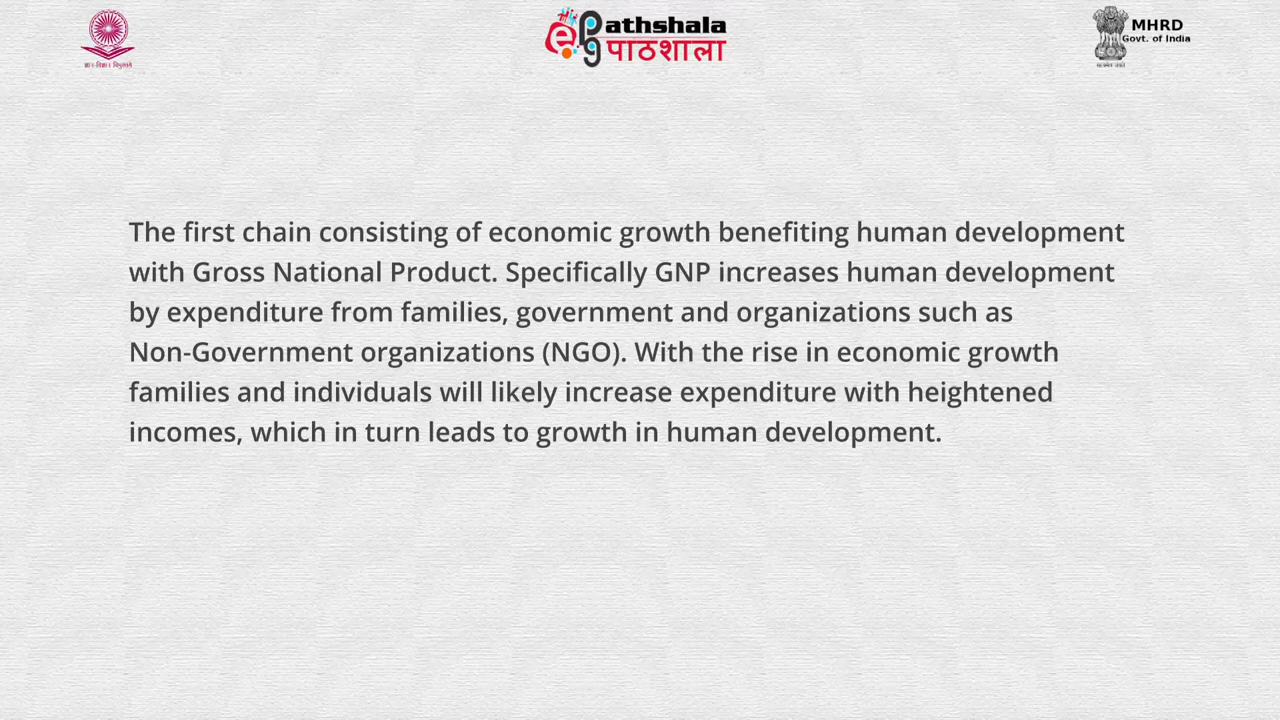 ePGpathshala
पाठशाला
MHRD
Govt. of India
The first chain consisting of economic growth benefiting human development
with Gross National Product. Specifically GNP increases human development
by expenditure from families, government and organizations such as
Non-Government organizations (NGO). With the rise in economic growth
families and individuals will likely increase expenditure with heightened
incomes, which in turn leads to growth in human development.